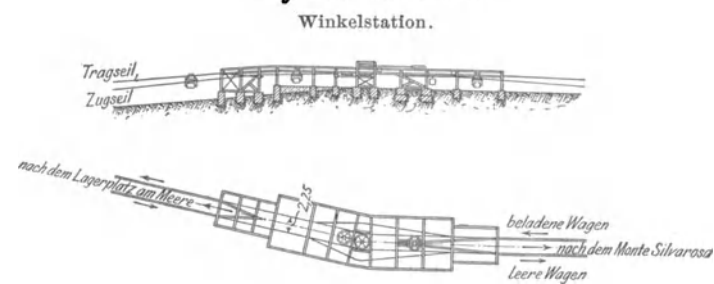 Winkelstation.
Tragseil,
Zugseil
nach dem Lagerplatz am Meere
2,25
beladene Wagen
nach dem Monte Silvarosa
Leere Wagen